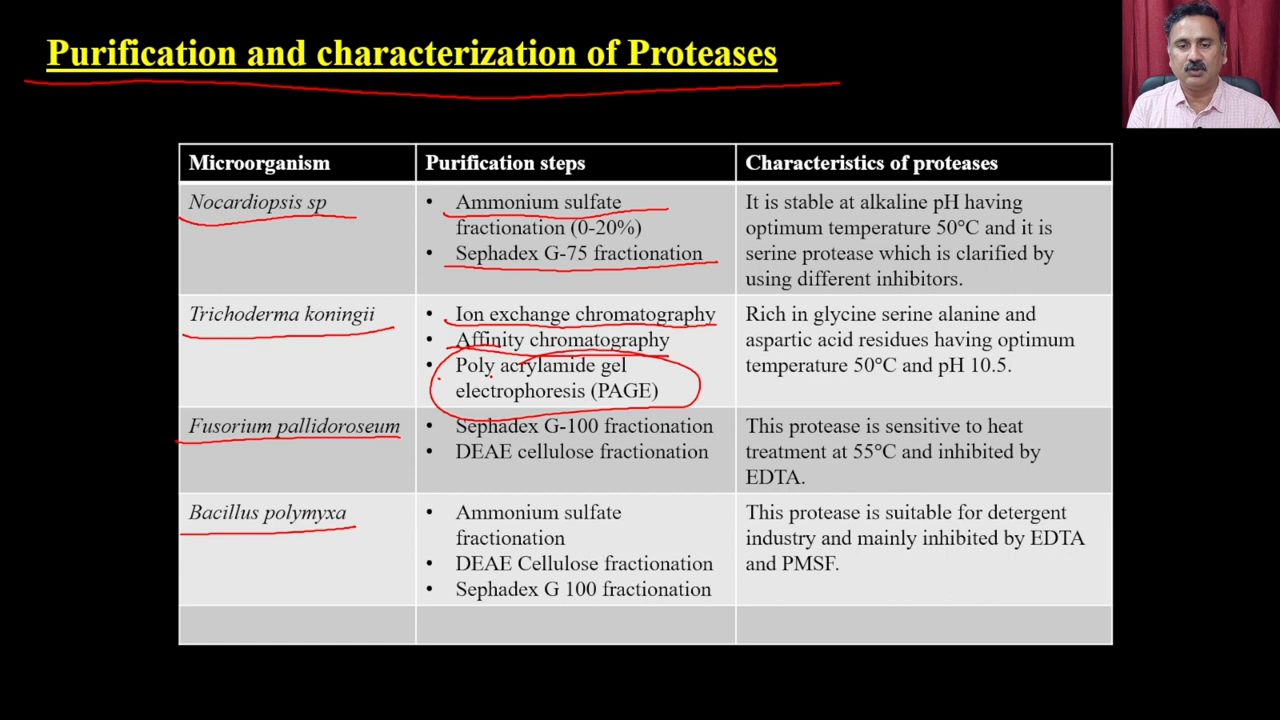 Purification and characterization of Proteases
Microorganism
Purification steps
Characteristics of proteases
Nocardiopsis sp
• Ammonium sulfate
fractionation (0-20%)
• Sephadex G-75 fractionation
It is stable at alkaline pH having
optimum temperature 50°C and it is
serine protease which is clarified by
using different inhibitors.
Trichoderma koningii
• Ion exchange chromatography
• Affinity chromatography
• Poly acrylamide gel
electrophoresis (PAGE)
Rich in glycine serine alanine and
aspartic acid residues having optimum
temperature 50°C and pH 10.5.
Fusorium pallidoroseum
• Sephadex G-100 fractionation
• DEAE cellulose fractionation
This protease is sensitive to heat
treatment at 55°C and inhibited by
EDTA.
Bacillus polymyxa
• Ammonium sulfate
fractionation
• DEAE Cellulose fractionation
• Sephadex G 100 fractionation
This protease is suitable for detergent
industry and mainly inhibited by EDTA
and PMSF.